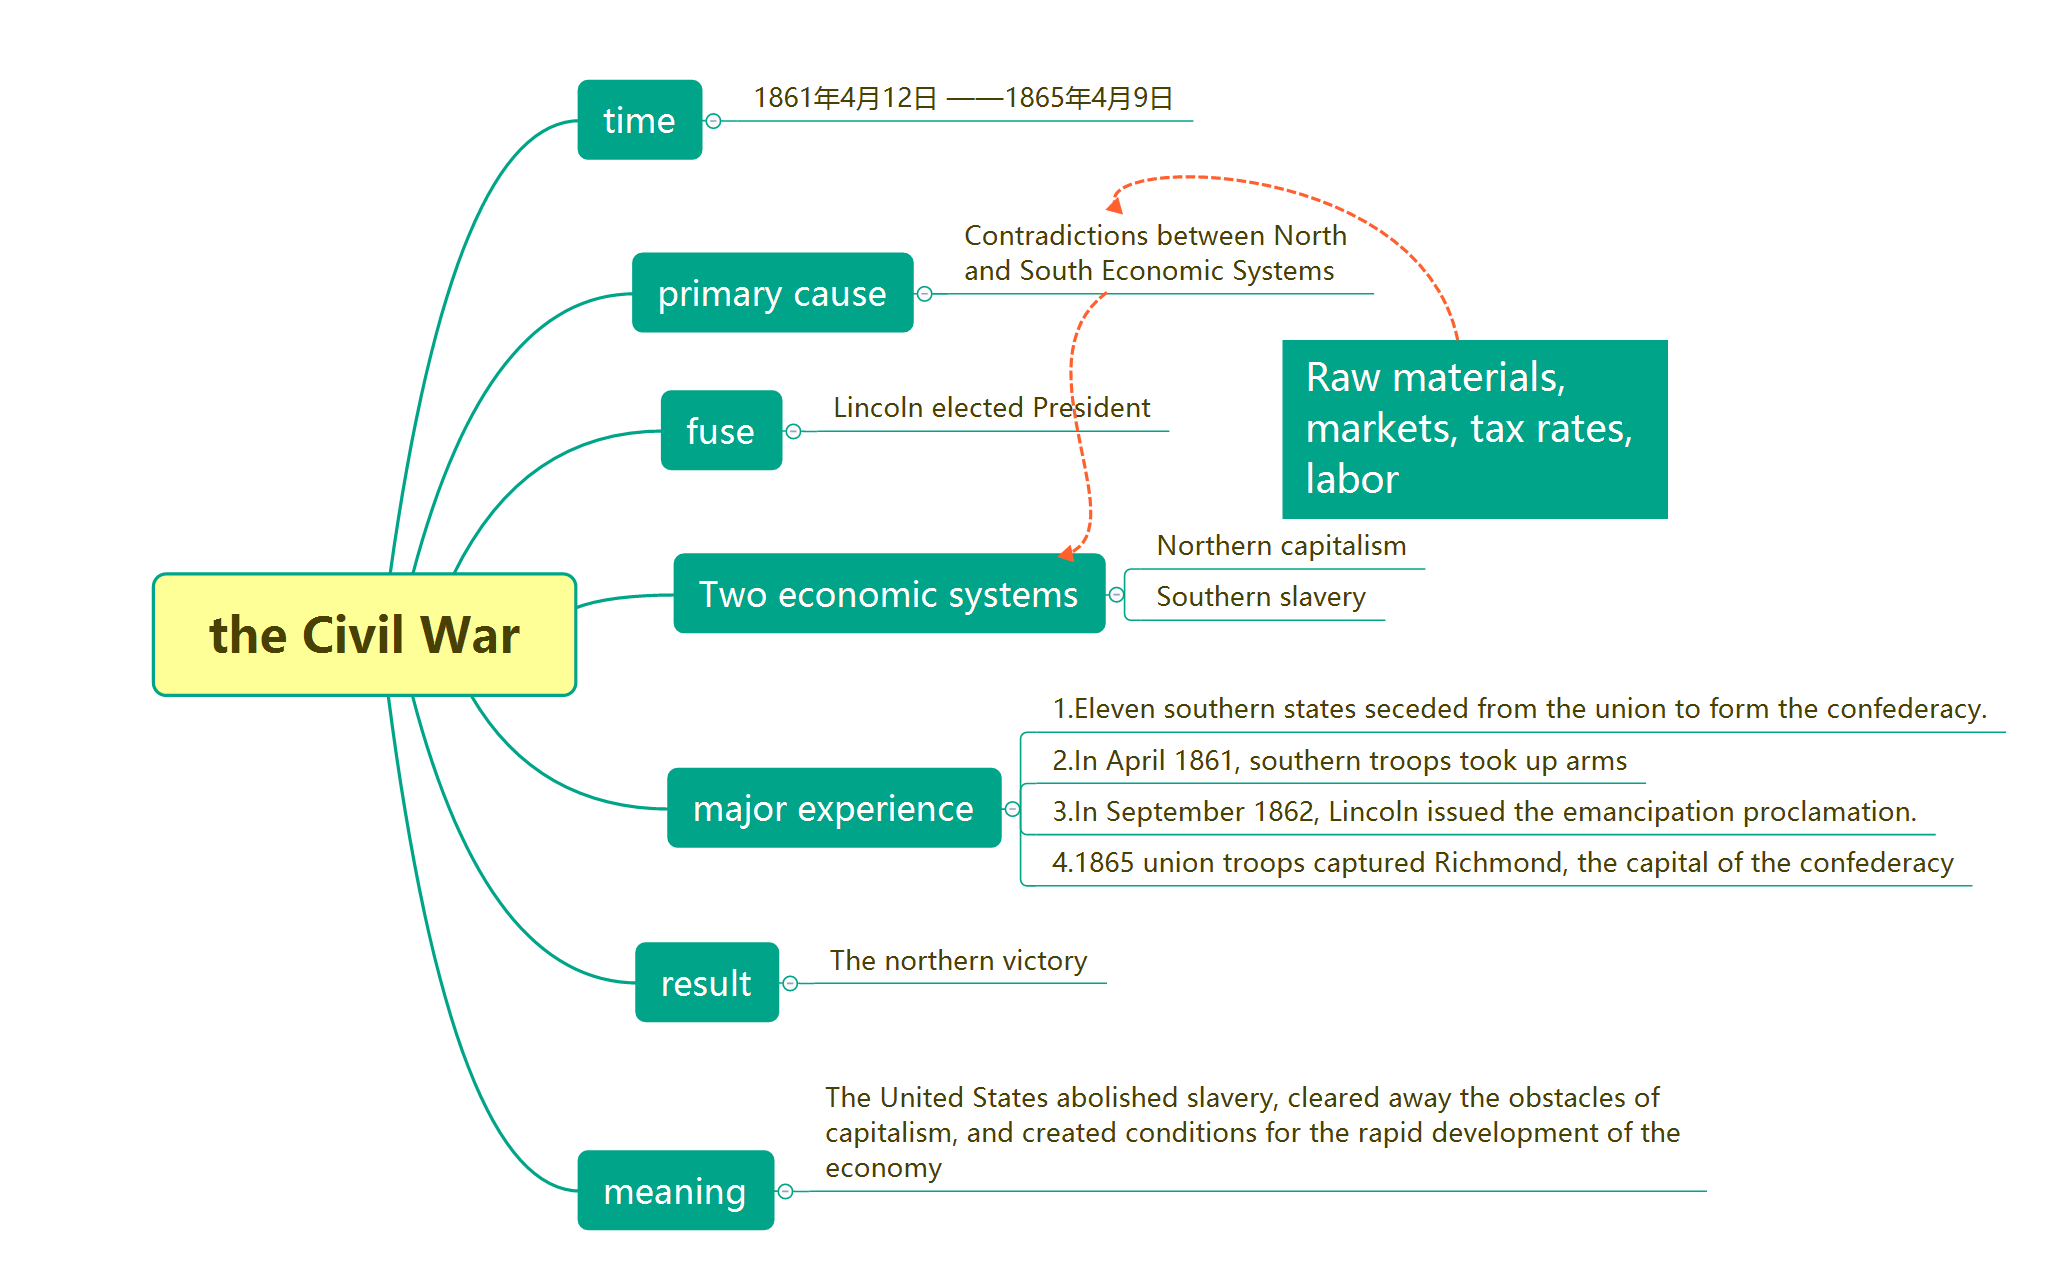 time
1861年4月12日 ——1865年4月9日
primary cause
Contradictions between North
and South Economic Systems
Raw materials,
markets, tax rates,
labor
fuse
Lincoln elected President
Two economic systems
Northern capitalism
Southern slavery
the Civil War
major experience
1.Eleven southern states seceded from the union to form the confederacy.
2.In April 1861, southern troops took up arms
3.In September 1862, Lincoln issued the emancipation proclamation.
4.1865 union troops captured Richmond, the capital of the confederacy
result
The northern victory
meaning
The United States abolished slavery, cleared away the obstacles of
capitalism, and created conditions for the rapid development of the
economy